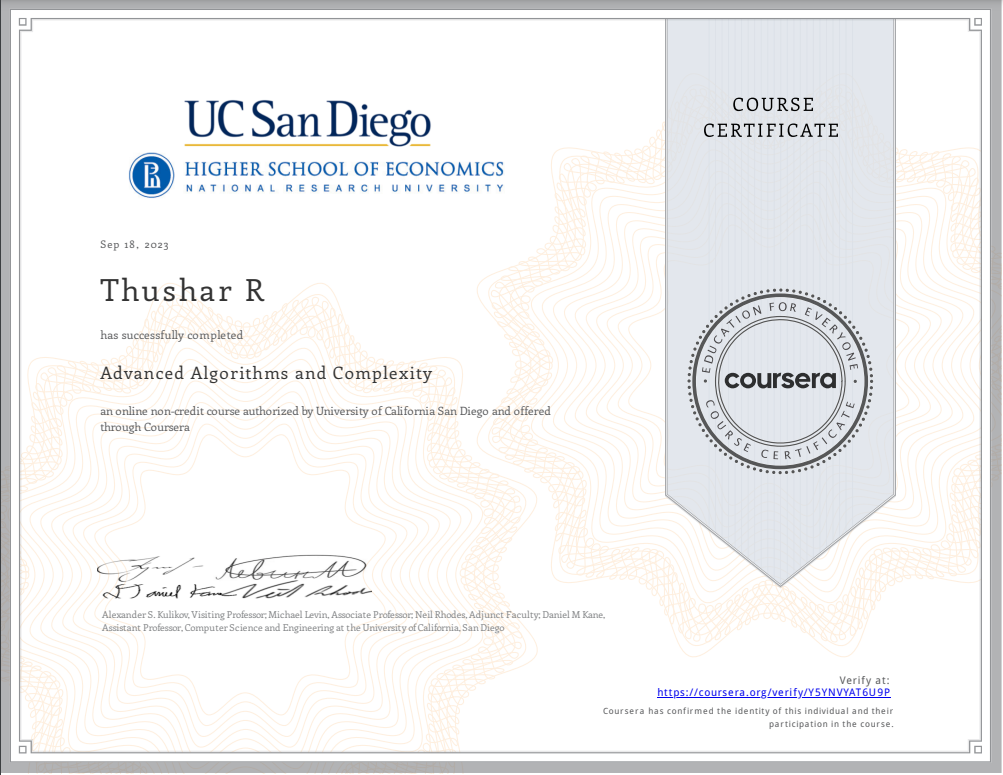 COURSE
CERTIFICATE
UC San Diego
HIGHER SCHOOL OF ECONOMICS
NATIONAL RESEARCH UNIVERSITY
Sep 18, 2023
Thushar R
has successfully completed
Advanced Algorithms and Complexity
an online non-credit course authorized by University of California San Diego and offered
through Coursera
EDUCATION FOR EVERYONE
coursera
COURSE CERTIFICATE
Daniel Kane Neil Rhodes
Alexander S. Kulikov, Visiting Professor; Michael Levin, Associate Professor; Neil Rhodes, Adjunct Faculty; Daniel M Kane,
Assistant Professor, Computer Science and Engineering at the University of California, San Diego
Verify at:
https://coursera.org/verify/Y5YNVYAT6U9P
Coursera has confirmed the identity of this individual and their
participation in the course.